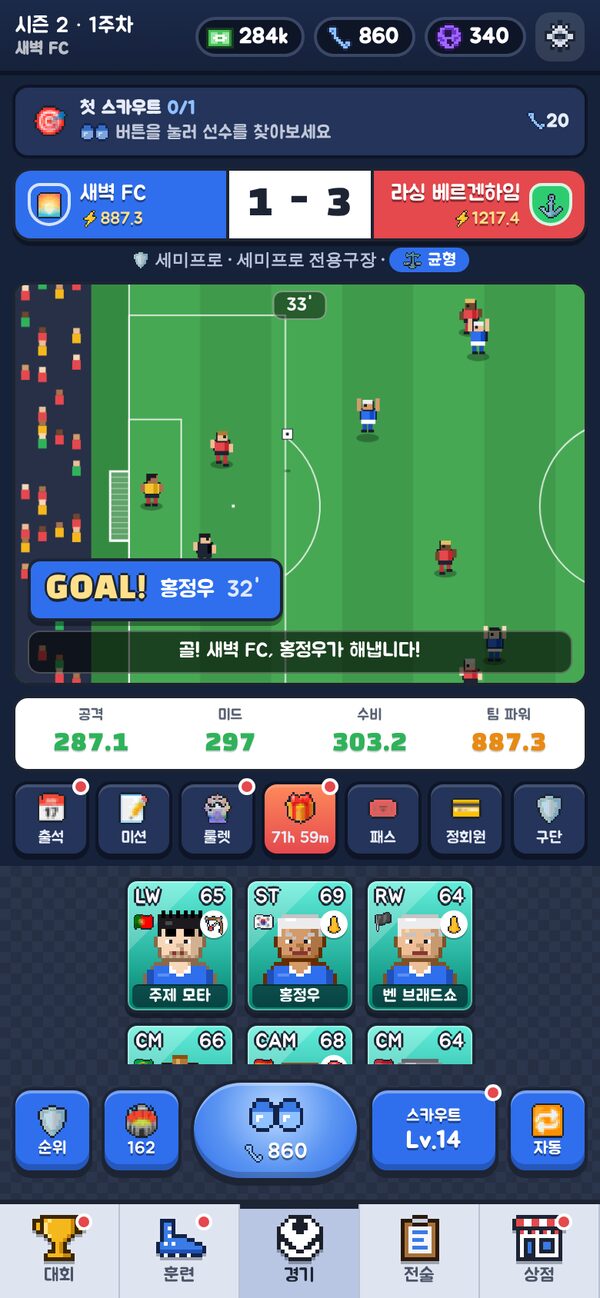 시즌 2 · 1주차
새벽 FC
284k
860
340
첫 스카우트 0/1
버튼을 눌러 선수를 찾아보세요
20
새벽 FC
887.3
1 - 3
라싱 베르겐하임
1217.4
세미프로 · 세미프로 전용구장 · 균형
33'
GOAL! 홍정우 32'
골! 새벽 FC, 홍정우가 해냅니다!
공격 미드 수비 팀 파워
287.1 297 303.2 887.3
17
출석 미션 룰렛 71h 59m 패스 정회원 구단
LW 65 ST 69 RW 64
주제 모타 홍정우 벤 브래드쇼
CM 66 CAM 68 CM 64
순위
162
860
스카우트
Lv.14
자동
대회 훈련 경기 전술 상점